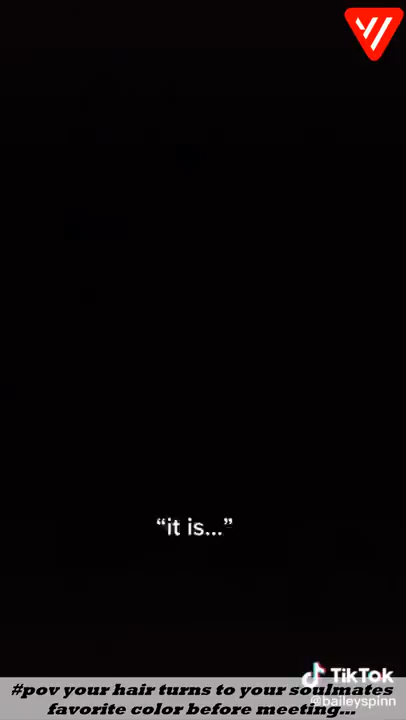 “it is...”
TikTok
@baileyspinn
#pov your hair turns to your soulmates
favorite color before meeting...